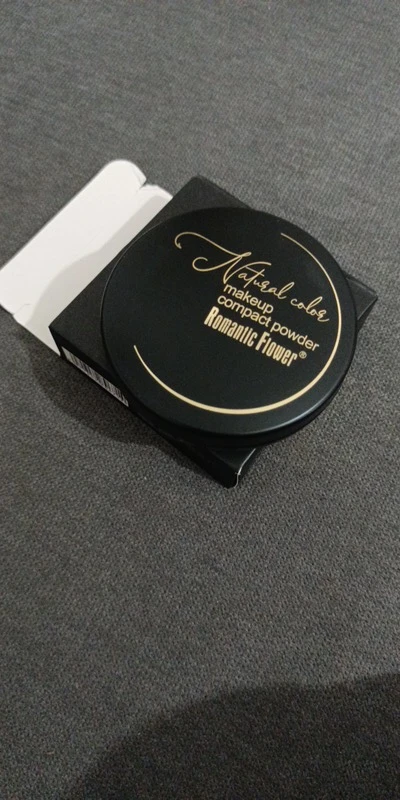 Natural color
makeup
compact powder
Romantic Flower®